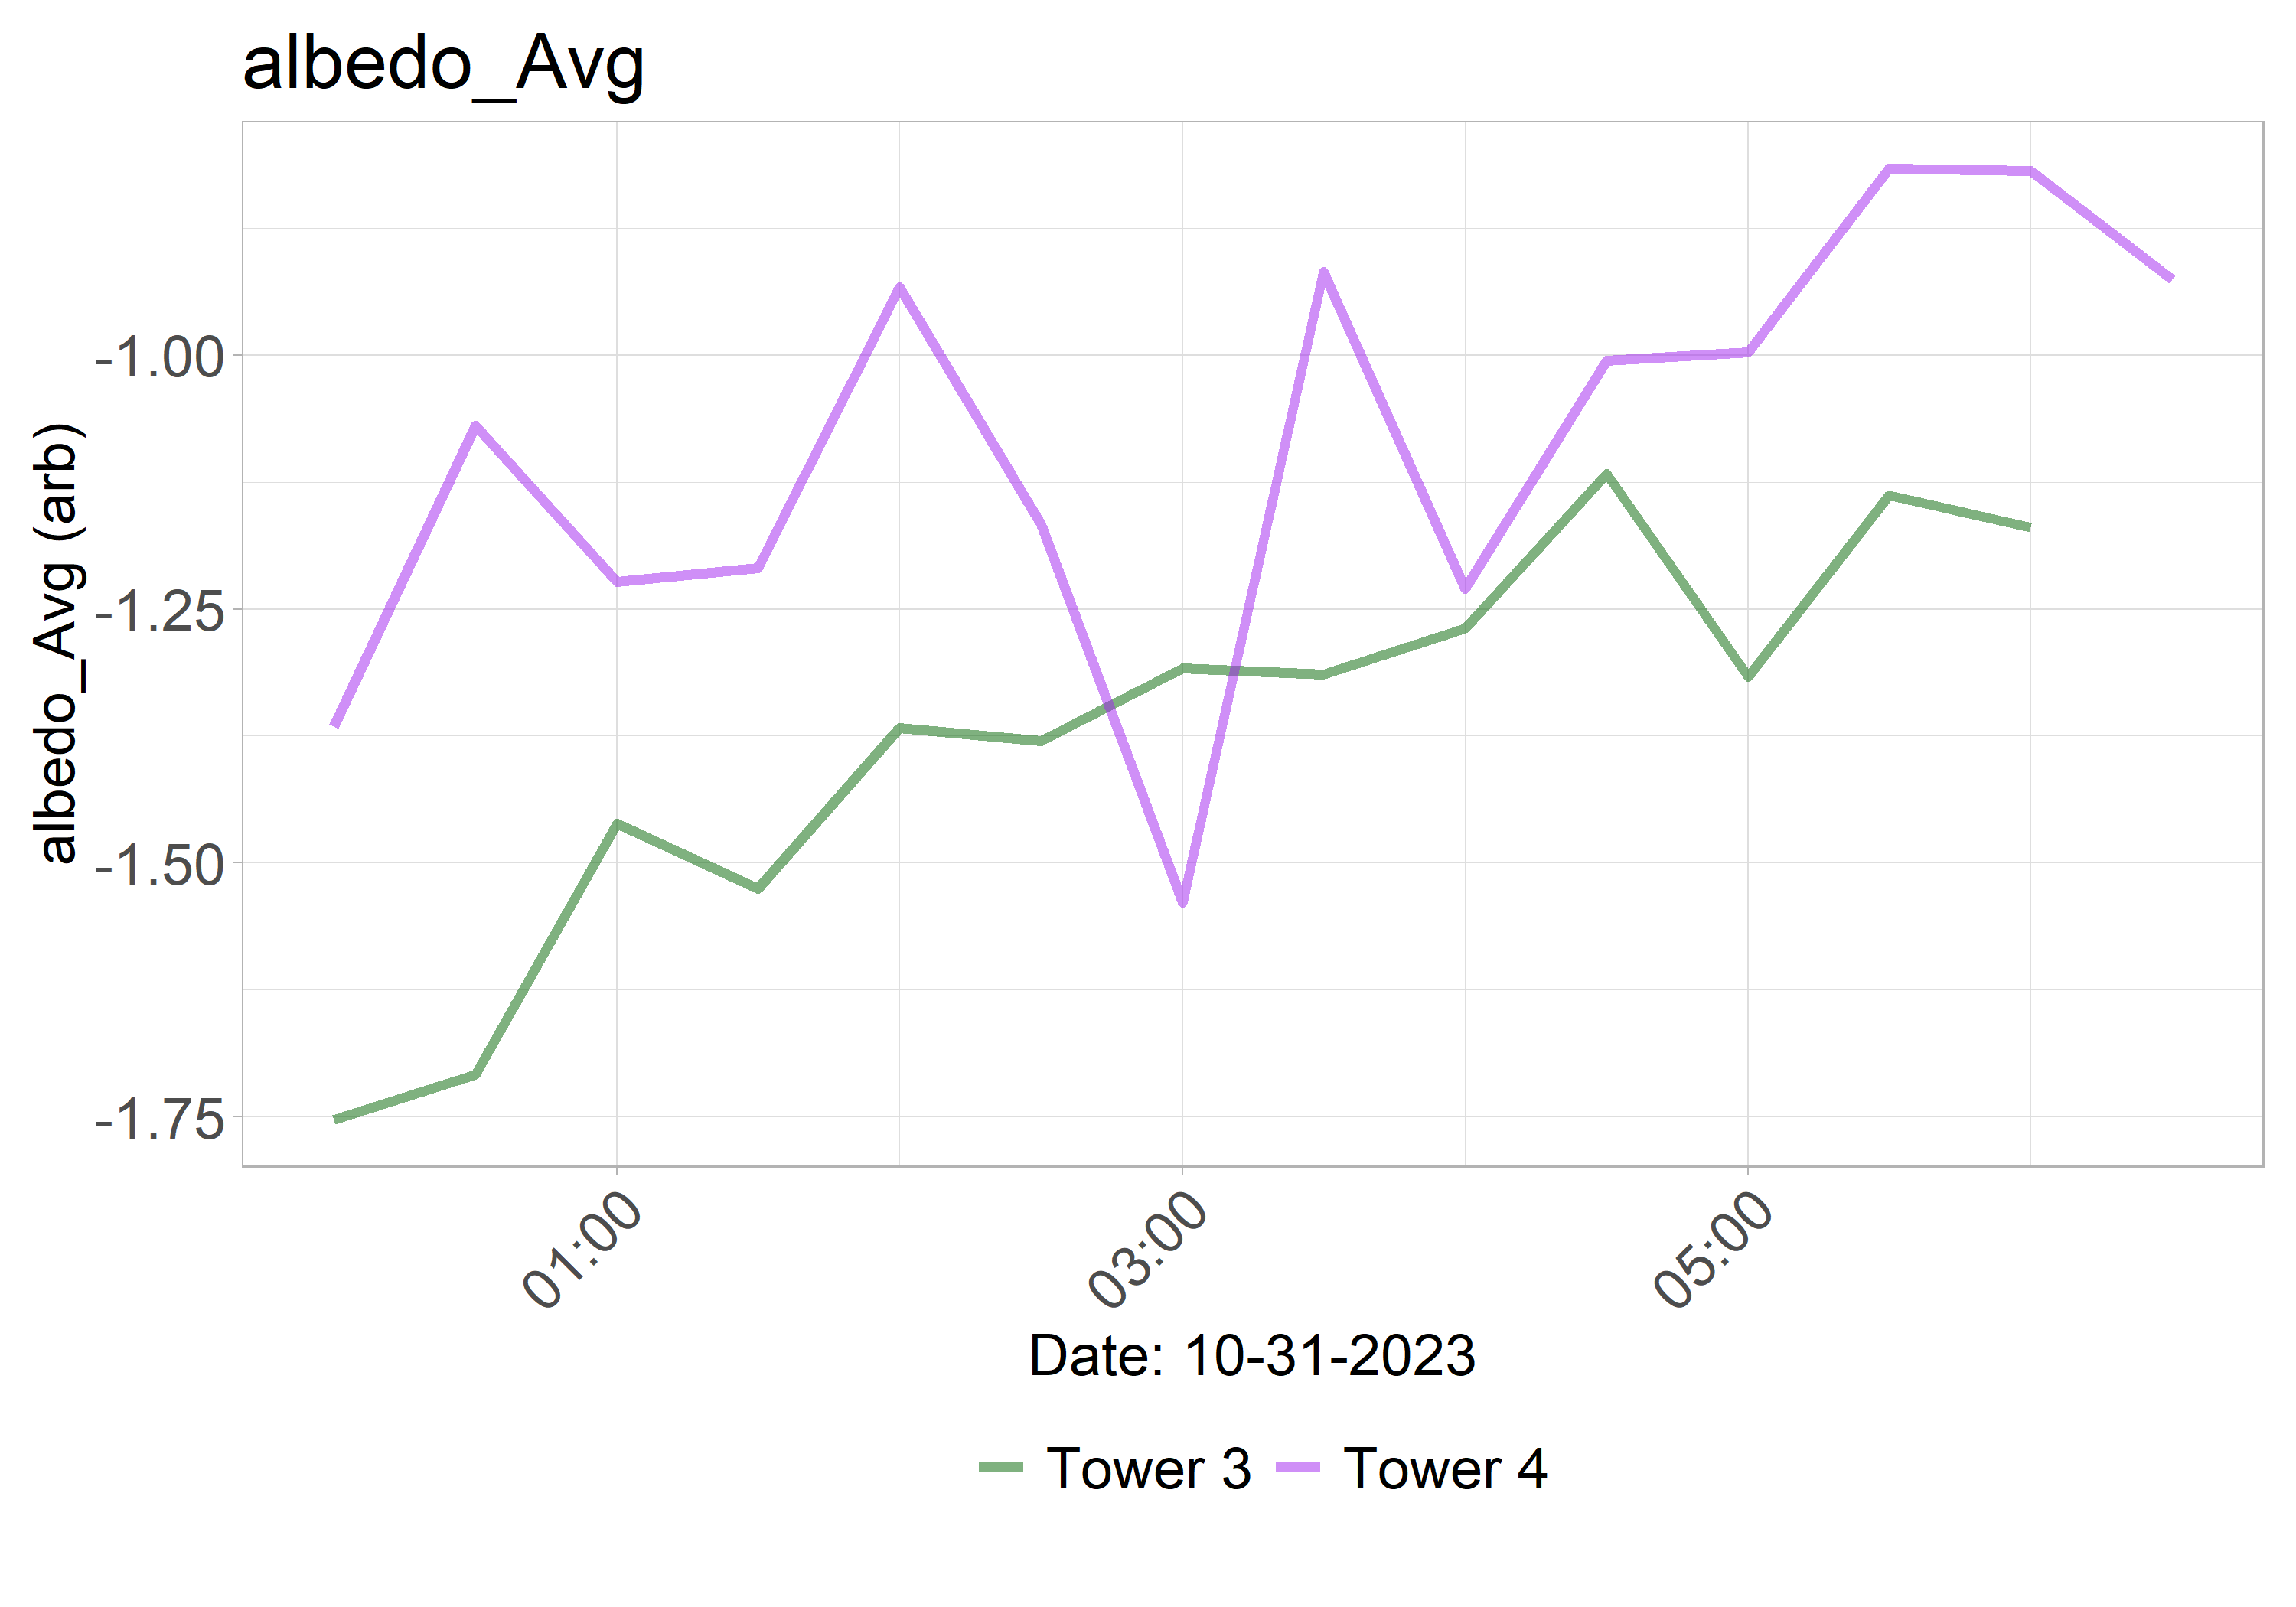 albedo_Avg
albedo_Avg (arb)
-1.00
-1.25
-1.50
-1.75
01:00
03:00
05:00
Date: 10-31-2023
Tower 3
Tower 4